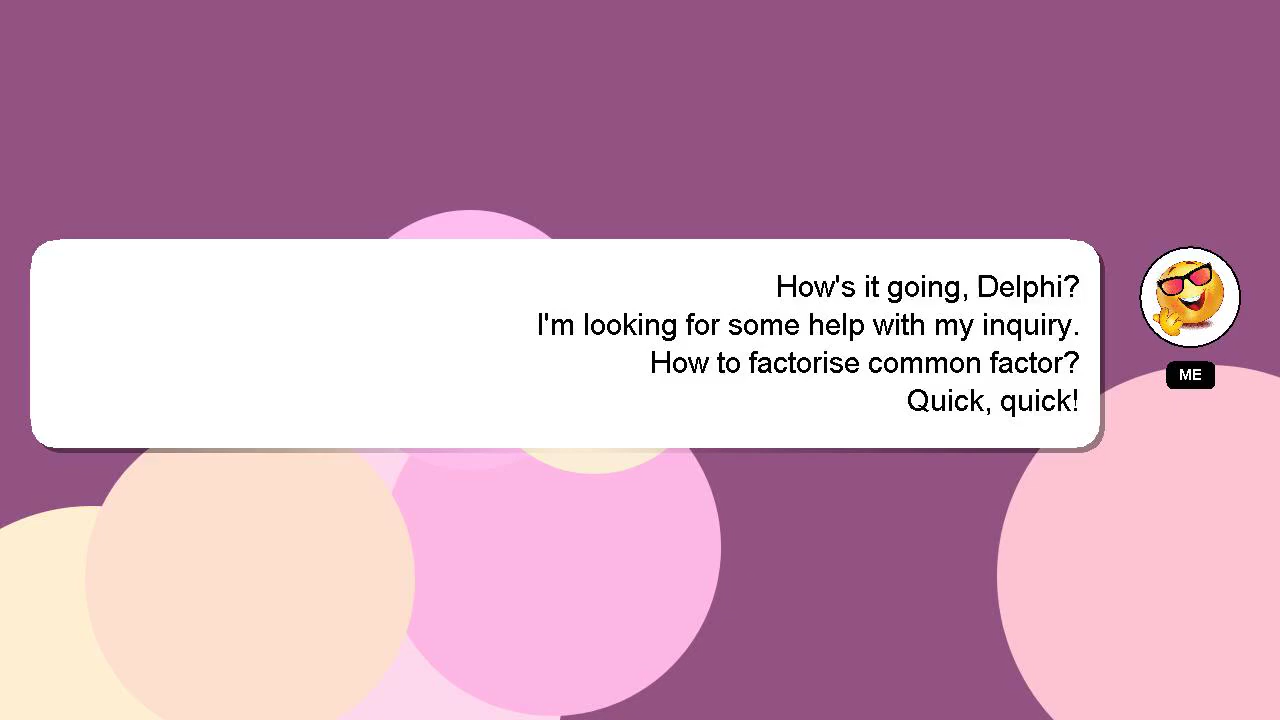 How's it going, Delphi?
I'm looking for some help with my inquiry.
How to factorise common factor?
Quick, quick!
ME